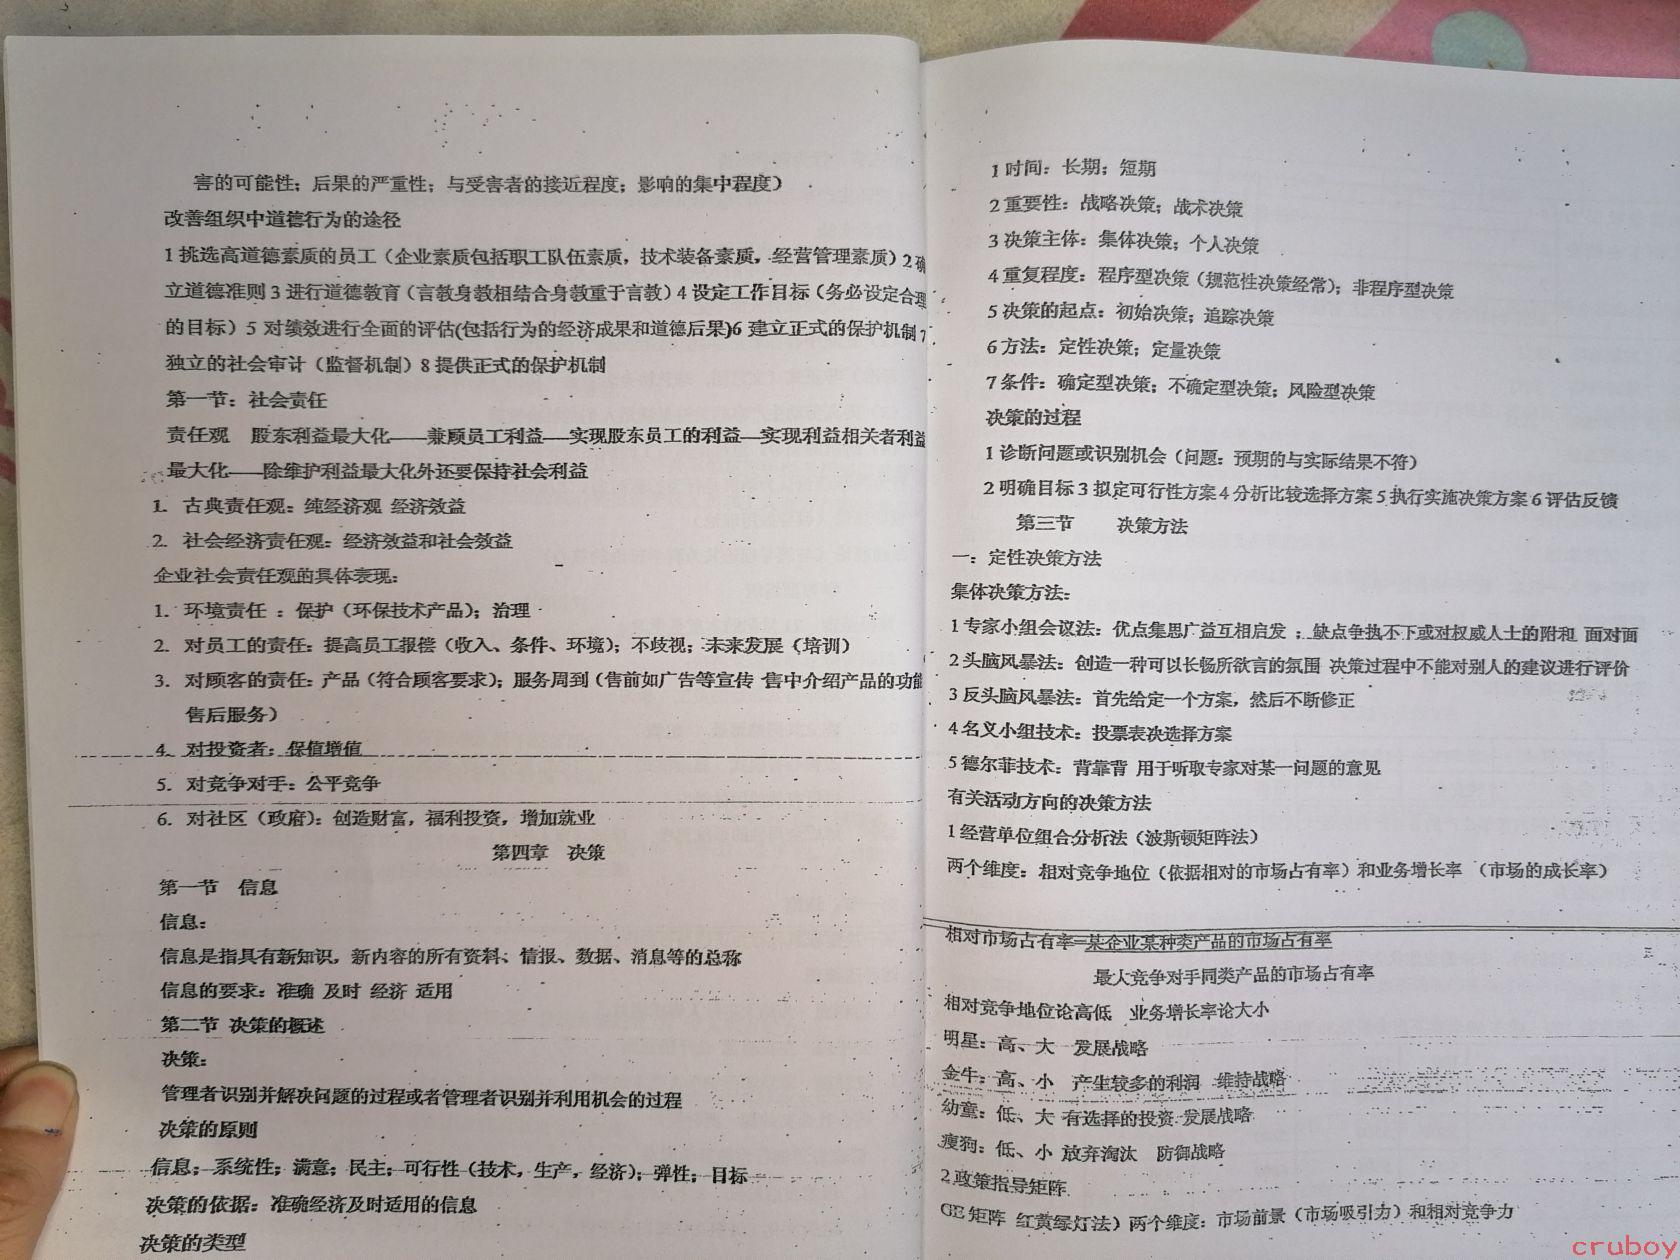 害的可能性；后果的严重性；与受害者的接近程度；影响的集中程度）
改善组织中道德行为的途径
1 挑选高道德素质的员工（企业素质包括职工队伍素质，技术装备素质，经营管理素质）2 确
立道德准则 3 进行道德教育（言教身教相结合身教重于言教）4 设定工作目标（务必设定合理
的目标）5 对绩效进行全面的评估(包括行为的经济成果和道德后果)6 建立正式的保护机制 7
独立的社会审计（监督机制）8 提供正式的保护机制
第一节：社会责任
责任观 股东利益最大化——兼顾员工利益——实现股东员工的利益—实现利益相关者利益
最大化——除维护利益最大化外还要保持社会利益
1. 古典责任观：纯经济观 经济效益
2. 社会经济责任观：经济效益和社会效益
企业社会责任观的具体表现：
1. 环境责任 ：保护（环保技术产品）；治理
2. 对员工的责任：提高员工报偿（收入、条件、环境）；不歧视；未来发展（培训）
3. 对顾客的责任：产品（符合顾客要求）；服务周到（售前如广告等宣传 售中介绍产品的功能
售后服务）
4. 对投资者：保值增值
5. 对竞争对手：公平竞争
6. 对社区（政府）：创造财富，福利投资，增加就业
第四章 决策
第一节 信息
信息：
信息是指具有新知识，新内容的所有资料、情报、数据、消息等的总称
信息的要求：准确 及时 经济 适用
第二节 决策的概述
决策：
管理者识别并解决问题的过程或者管理者识别并利用机会的过程
决策的原则
信息；系统性；满意；民主；可行性（技术，生产，经济）；弹性；目标
决策的依据：准确经济及时适用的信息
决策的类型
1 时间：长期；短期
2 重要性：战略决策；战术决策
3 决策主体：集体决策；个人决策
4 重复程度：程序型决策（规范性决策经常）；非程序型决策
5 决策的起点：初始决策；追踪决策
6 方法：定性决策；定量决策
7 条件：确定型决策；不确定型决策；风险型决策
决策的过程
1 诊断问题或识别机会（问题：预期的与实际结果不符）
2 明确目标 3 拟定可行性方案 4 分析比较选择方案 5 执行实施决策方案 6 评估反馈
第三节 决策方法
一：定性决策方法
集体决策方法：
1 专家小组会议法：优点集思广益互相启发 ；缺点争执不下或对权威人士的附和 面对面
2 头脑风暴法：创造一种可以长畅所欲言的氛围 决策过程中不能对别人的建议进行评价
3 反头脑风暴法：首先给定一个方案，然后不断修正
4 名义小组技术：投票表决选择方案
5 德尔菲技术：背靠背 用于听取专家对某一问题的意见
有关活动方向的决策方法
1 经营单位组合分析法（波斯顿矩阵法）
两个维度：相对竞争地位（依据相对的市场占有率）和业务增长率 （市场的成长率）
相对市场占有率=某企业某种类产品的市场占有率
最大竞争对手同类产品的市场占有率
相对竞争地位论高低 业务增长率论大小
明星：高、大 发展战略
金牛：高、小 产生较多的利润 维持战略
幼童：低、大 有选择的投资 发展战略
瘦狗：低、小 放弃淘汰 防御战略
2 政策指导矩阵
GE 矩阵 红黄绿灯法）两个维度：市场前景（市场吸引力）和相对竞争力
cruboy